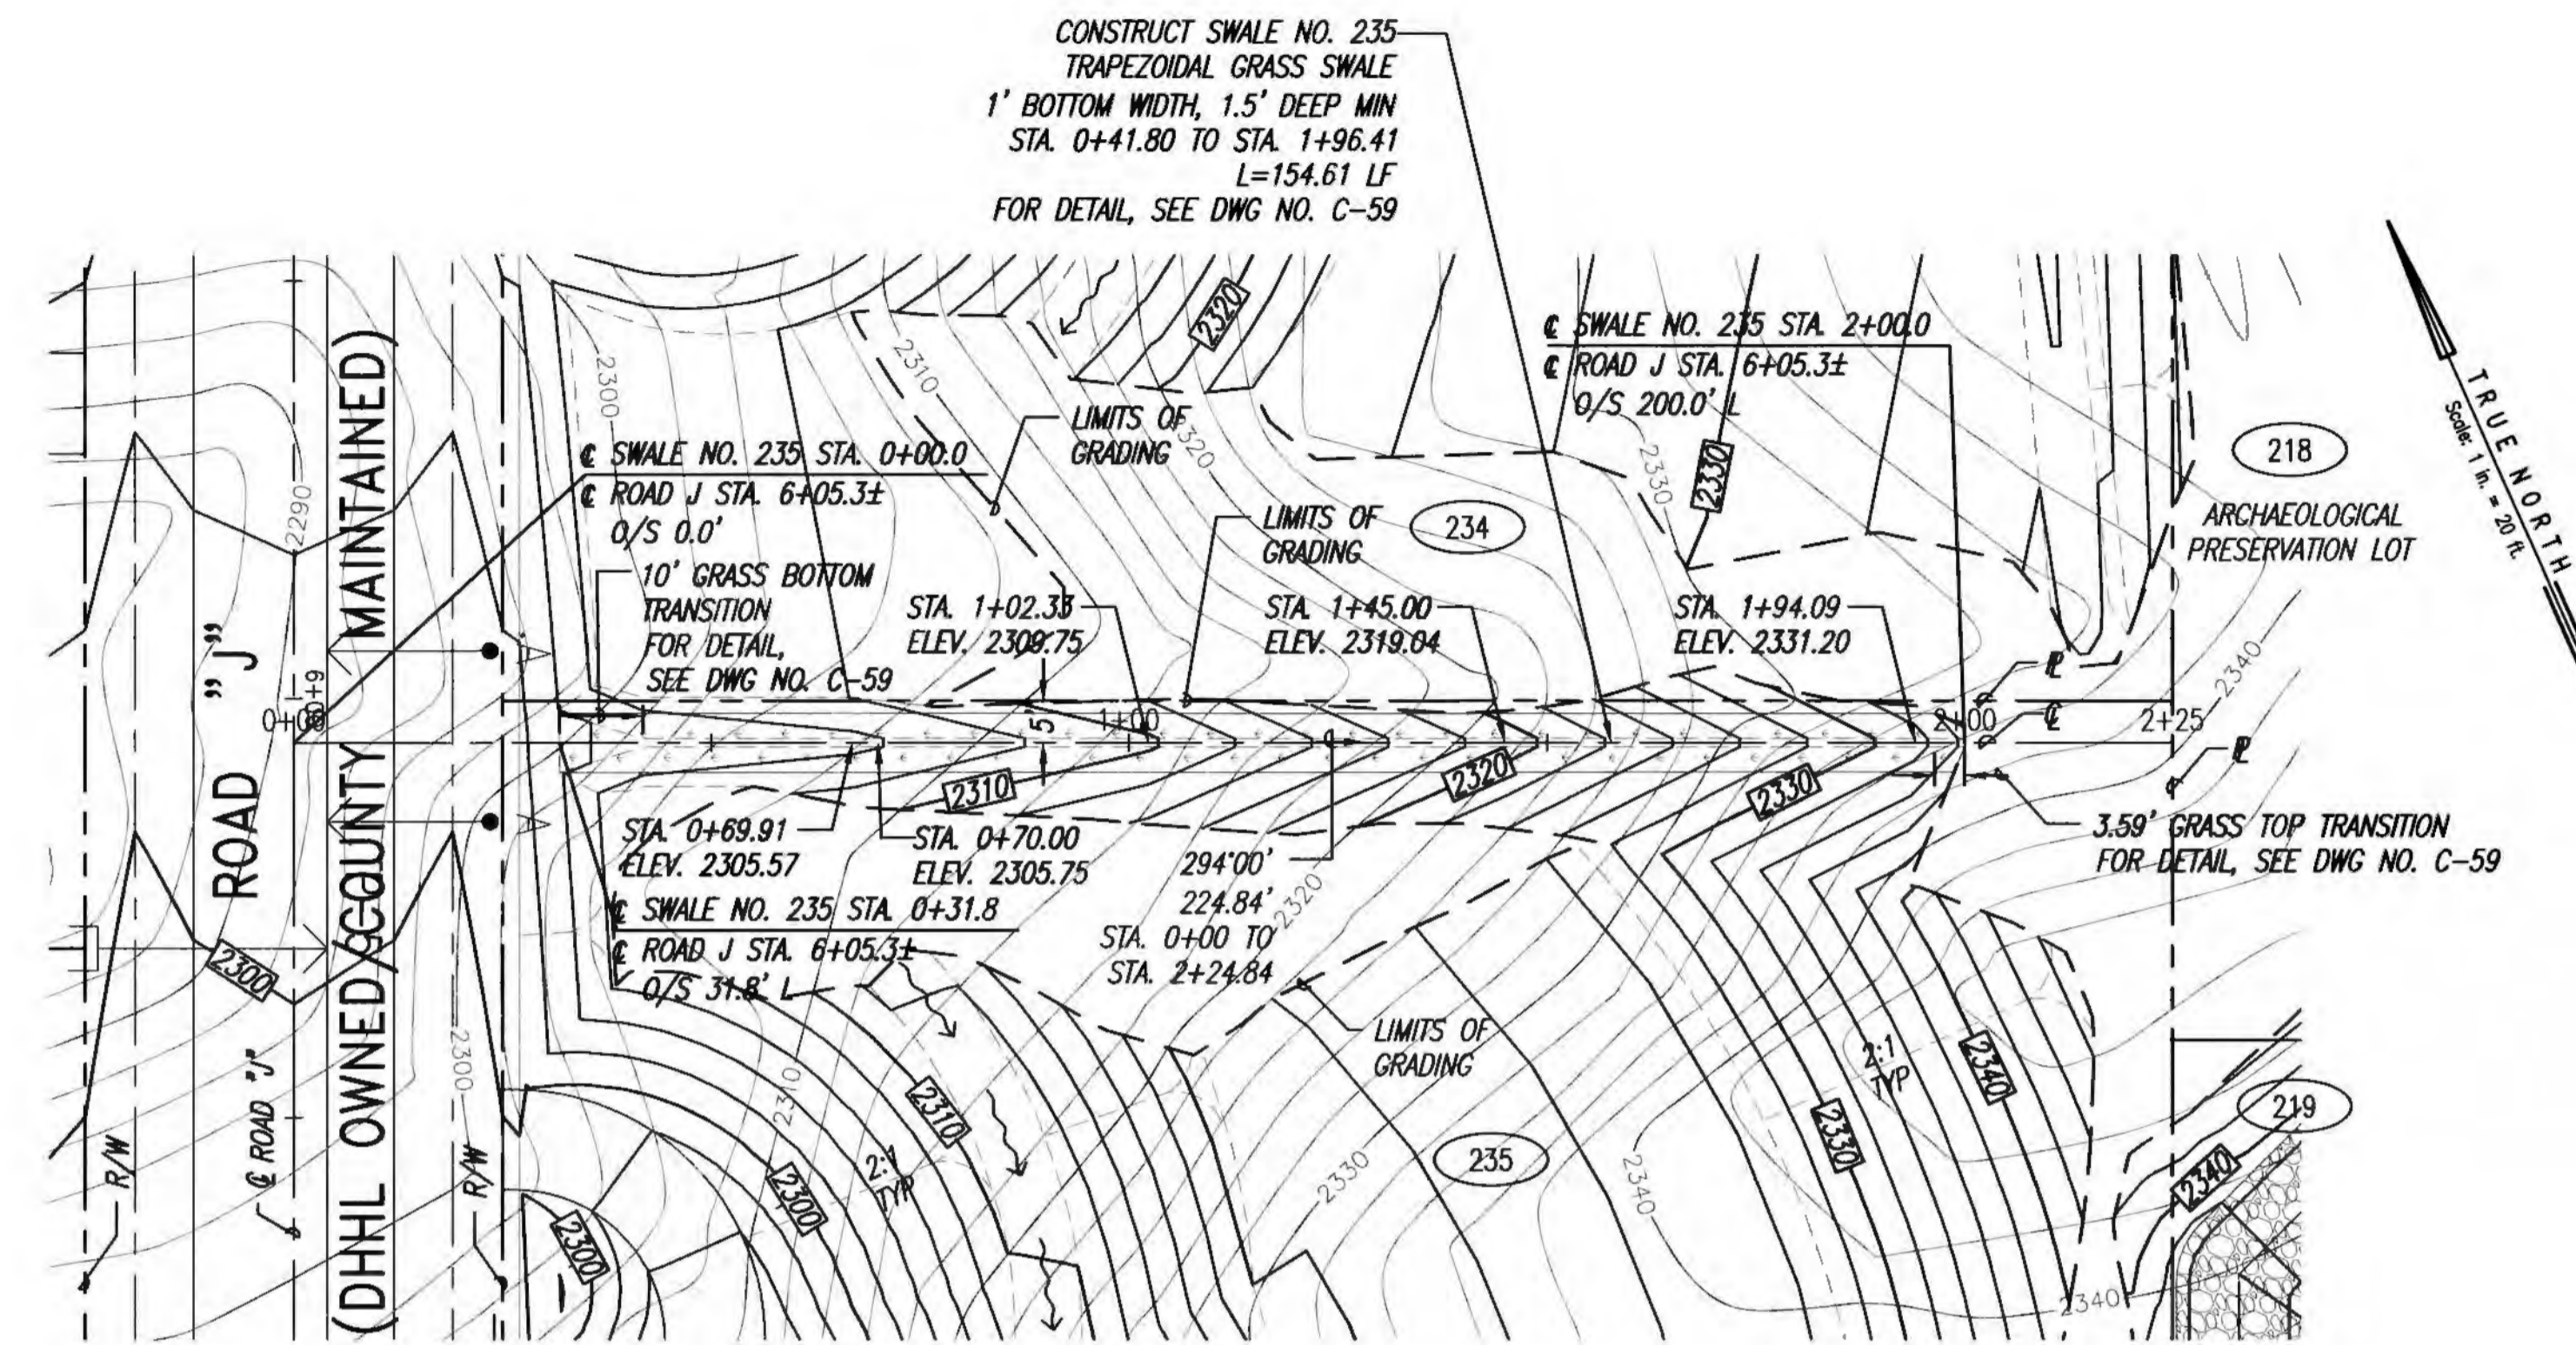 CONSTRUCT SWALE NO. 235
TRAPEZOIDAL GRASS SWALE
1' BOTTOM WIDTH, 1.5' DEEP MIN
STA. 0+41.80 TO STA. 1+96.41
L=154.61 LF
FOR DETAIL, SEE DWG NO. C-59
TRUE NORTH
Scale: 1 in. = 20 ft.
2320
℄ SWALE NO. 235 STA. 2+00.0
℄ ROAD J STA. 6+05.3±
O/S 200.0' L
2300
2310
LIMITS OF
GRADING
2320
2330
2330
218
ARCHAEOLOGICAL
PRESERVATION LOT
℄ SWALE NO. 235 STA. 0+00.0
℄ ROAD J STA. 6+05.3±
O/S 0.0'
2290
LIMITS OF
GRADING
234
10' GRASS BOTTOM
TRANSITION
FOR DETAIL,
SEE DWG NO. C-59
STA. 1+02.33
ELEV. 2309.75
STA. 1+45.00
ELEV. 2319.04
STA. 1+94.09
ELEV. 2331.20
2340
ROAD "J"
(DHHL OWNED/COUNTY MAINTAINED)
0+00
6+00
5'
1+00
2+00
2+25
℄
℄
2310
2320
2330
STA. 0+69.91
ELEV. 2305.57
STA. 0+70.00
ELEV. 2305.75
294°00'
224.84'
STA. 0+00 TO
STA. 2+24.84
3.59' GRASS TOP TRANSITION
FOR DETAIL, SEE DWG NO. C-59
℄ SWALE NO. 235 STA. 0+31.8
℄ ROAD J STA. 6+05.3±
O/S 31.8' L
2320
2300
2300
LIMITS OF
GRADING
2310
2310
2:1
TYP
2340
R/W
℄ ROAD "J"
R/W
2:1
TYP
2300
2300
2330
235
2340
2330
219
2340
2340